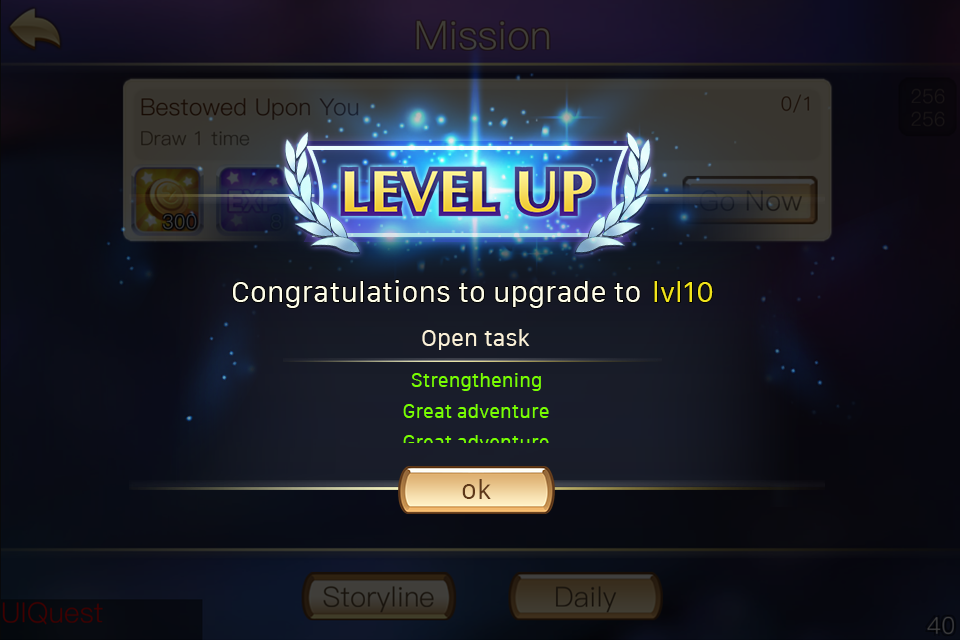 Mission
Bestowed Upon You
0/1
Draw 1 time
256
256
300
EXP
Go Now
LEVEL UP
Congratulations to upgrade to lvl10
Open task
Strengthening
Great adventure
Great adventure
ok
Storyline
Daily
UIQuest
40